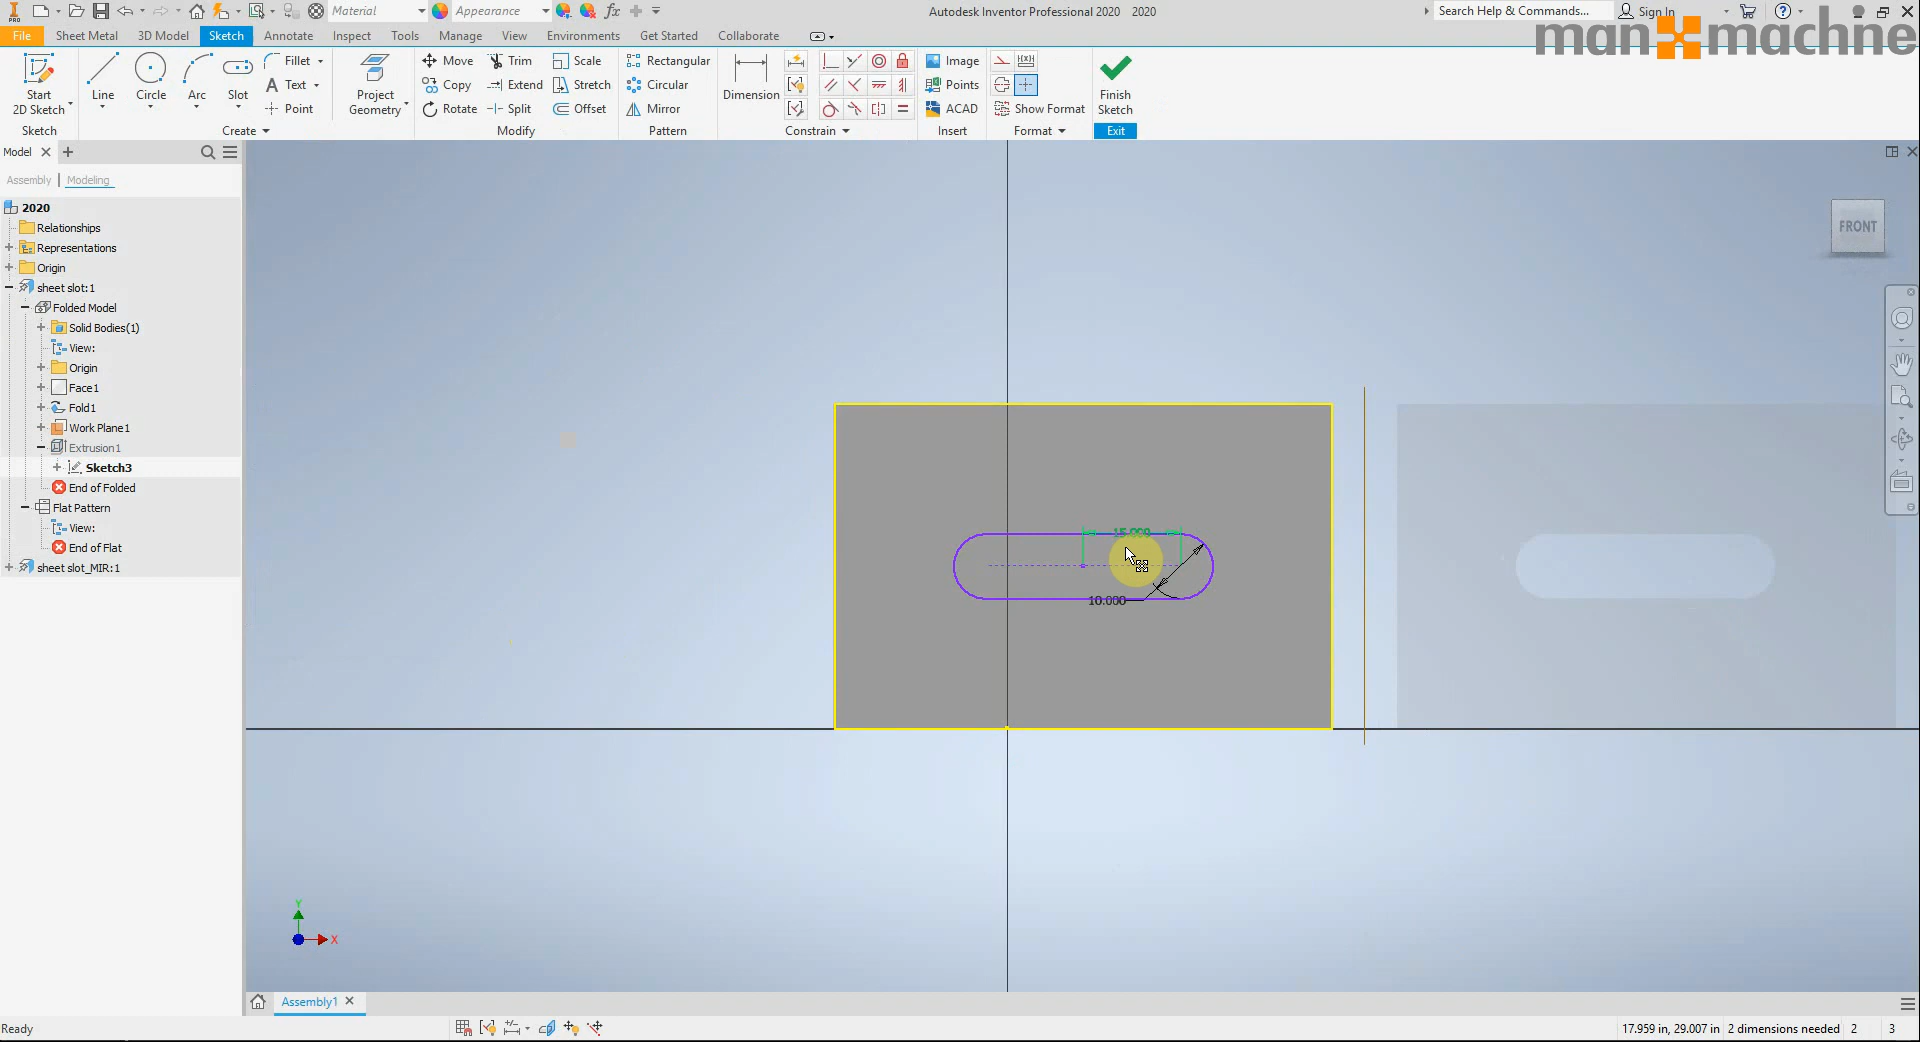 Material
Appearance
Autodesk Inventor Professional 2020 2020
Search Help & Commands...
Sign In
man machine
File
Sheet Metal
3D Model
Sketch
Annotate
Inspect
Tools
Manage
View
Environments
Get Started
Collaborate
Start
2D Sketch
Line
Circle
Arc
Slot
Fillet
Text
Point
Project
Geometry
Move
Copy
Rotate
Trim
Extend
Split
Scale
Stretch
Offset
Rectangular
Circular
Mirror
Dimension
Image
Points
ACAD
Show Format
Finish
Sketch
Sketch
Create
Modify
Pattern
Constrain
Insert
Format
Exit
Model
Assembly
Modeling
2020
Relationships
Representations
Origin
sheet slot:1
Folded Model
Solid Bodies(1)
View:
Origin
Face1
Fold1
Work Plane1
Extrusion1
Sketch3
End of Folded
Flat Pattern
View:
End of Flat
sheet slot_MIR:1
FRONT
15.000
10.000
Y
X
Assembly1
Ready
17.959 in, 29.007 in
2 dimensions needed
2
3